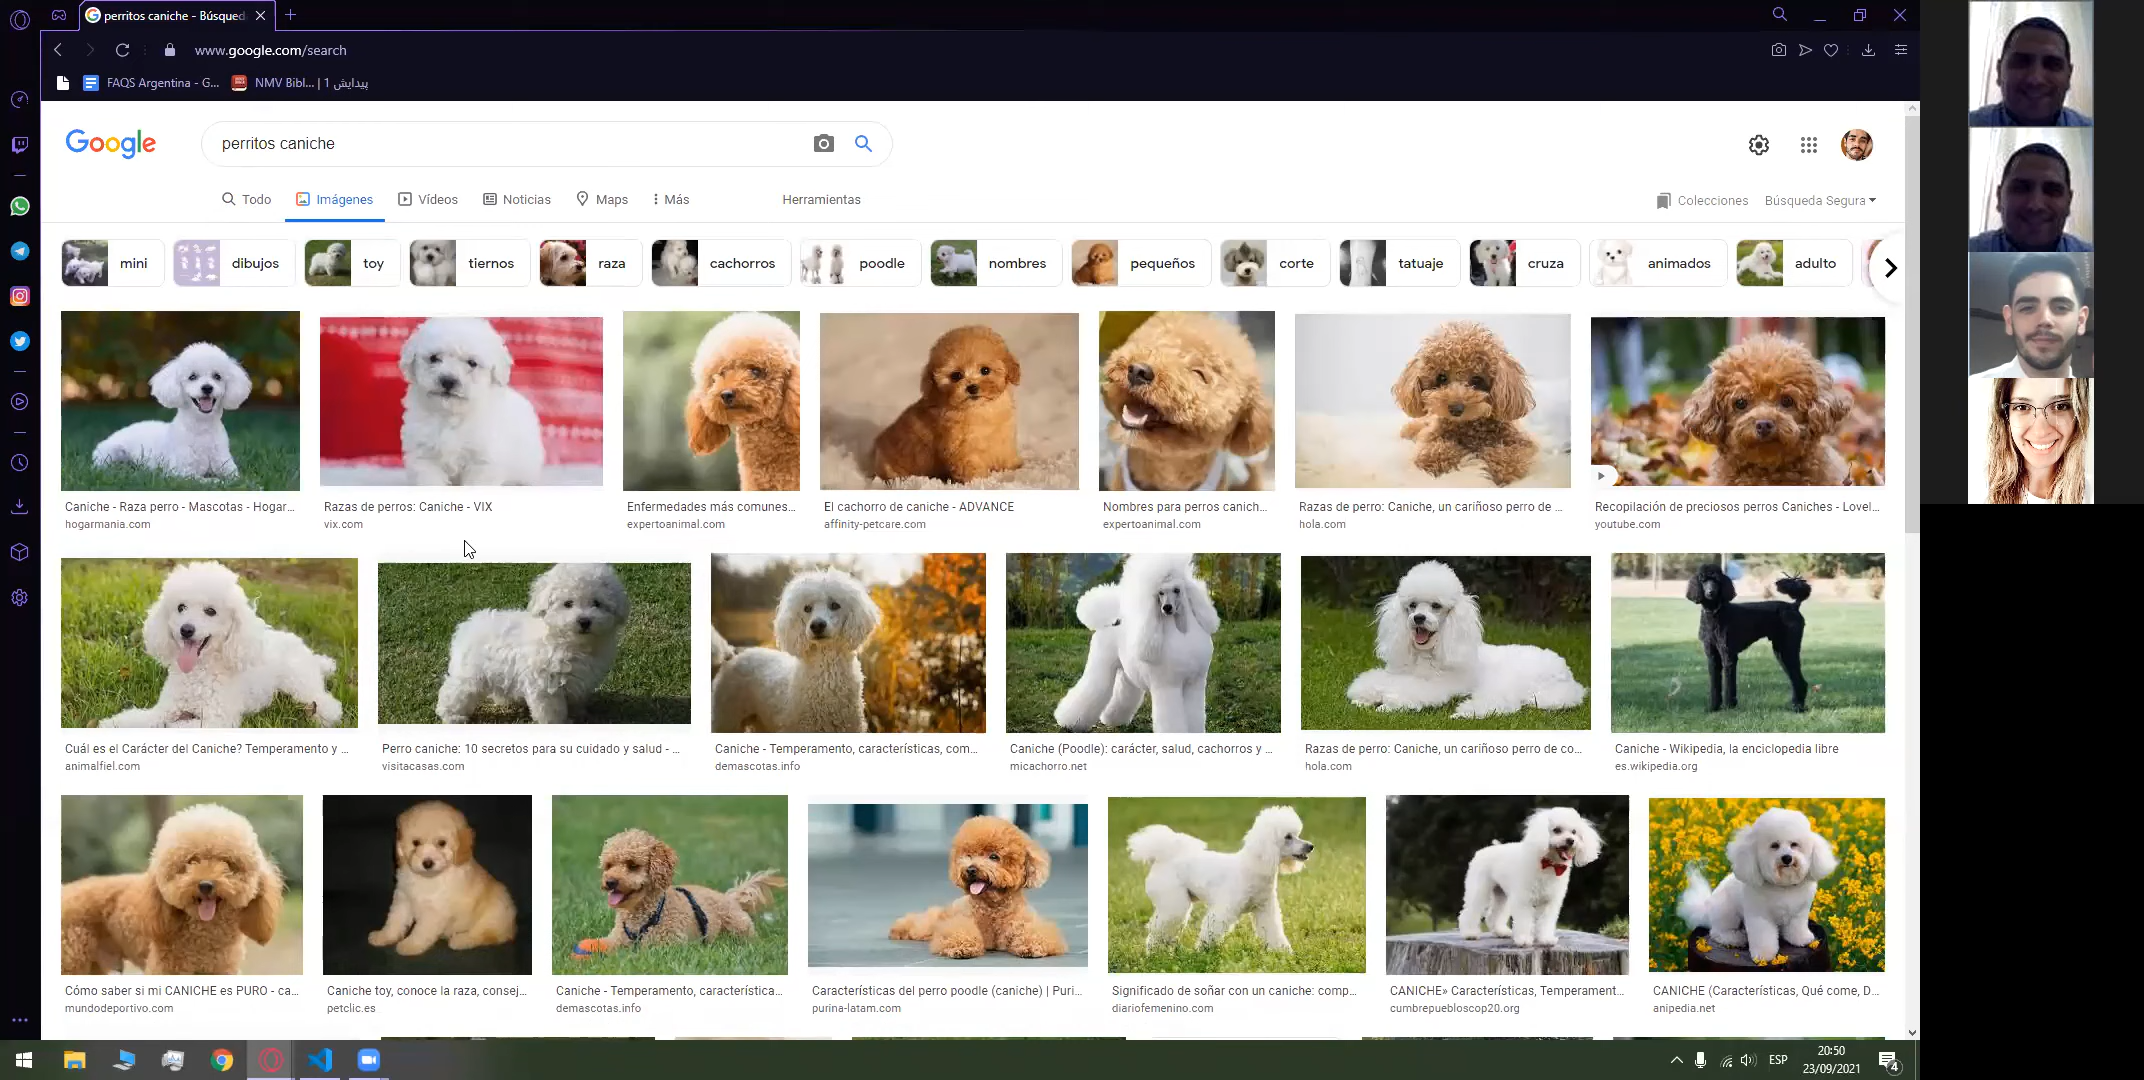 perritos caniche - Búsqued
www.google.com/search
FAQS Argentina - G...
NMV Bibl... | پیدایش 1
Google
perritos caniche
Todo
Imágenes
Vídeos
Noticias
Maps
Más
Herramientas
Colecciones
Búsqueda Segura
mini
dibujos
toy
tiernos
raza
cachorros
poodle
nombres
pequeños
corte
tatuaje
cruza
animados
adulto
Caniche - Raza perro - Mascotas - Hogar...
hogarmania.com
Razas de perros: Caniche - VIX
vix.com
Enfermedades más comunes...
expertoanimal.com
El cachorro de caniche - ADVANCE
affinity-petcare.com
Nombres para perros canich...
expertoanimal.com
Razas de perro: Caniche, un cariñoso perro de ...
hola.com
Recopilación de preciosos perros Caniches - Lovel...
youtube.com
Cuál es el Carácter del Caniche? Temperamento y ...
animalfiel.com
Perro caniche: 10 secretos para su cuidado y salud - ...
visitacasas.com
Caniche - Temperamento, características, com...
demascotas.info
Caniche (Poodle): carácter, salud, cachorros y ...
micachorro.net
Razas de perro: Caniche, un cariñoso perro de co...
hola.com
Caniche - Wikipedia, la enciclopedia libre
es.wikipedia.org
Cómo saber si mi CANICHE es PURO - ca...
mundodeportivo.com
Caniche toy, conoce la raza, consej...
petclic.es
Caniche - Temperamento, característica...
demascotas.info
Características del perro poodle (caniche) | Puri...
purina-latam.com
Significado de soñar con un caniche: comp...
diariofemenino.com
CANICHE» Características, Temperament...
cumbrepuebloscop20.org
CANICHE (Características, Qué come, D...
anipedia.net
ESP
20:50
23/09/2021
4